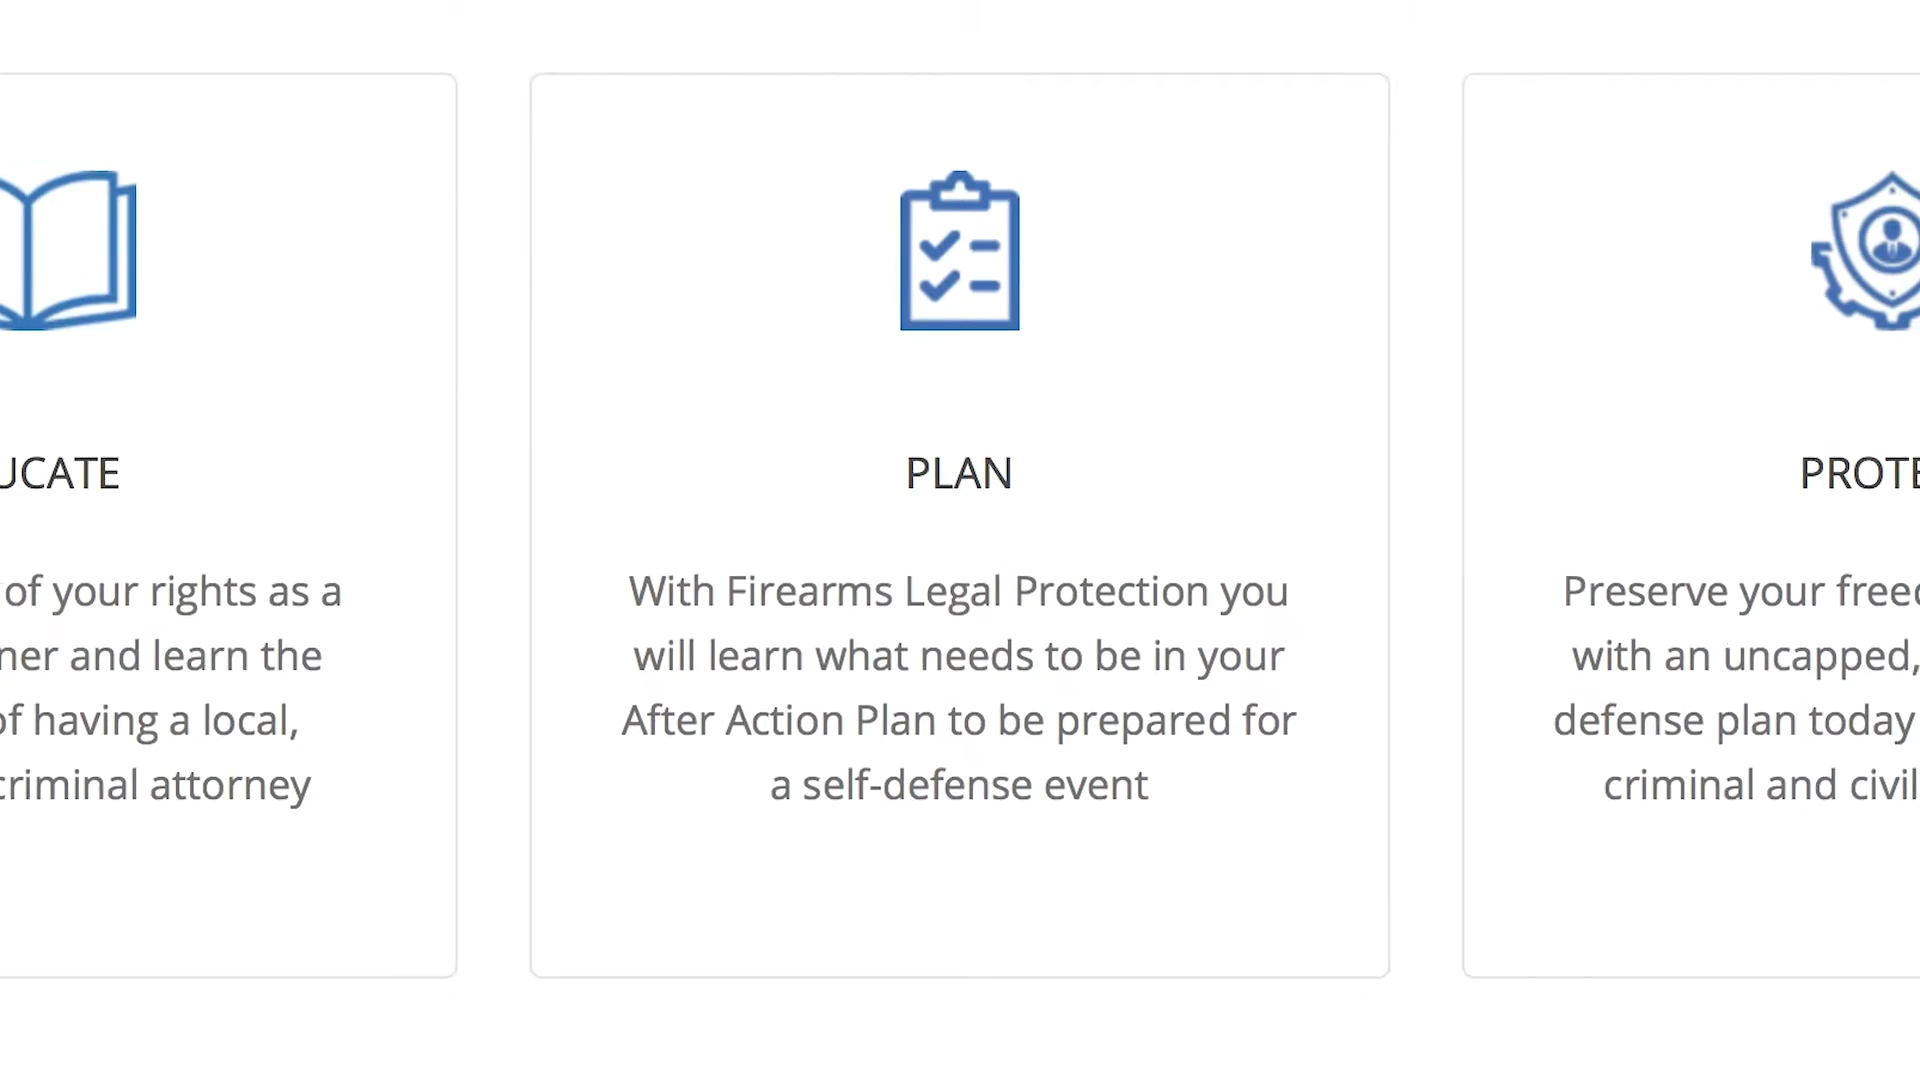 UCATE
of your rights as a
ner and learn the
of having a local,
criminal attorney
PLAN
With Firearms Legal Protection you
will learn what needs to be in your
After Action Plan to be prepared for
a self-defense event
PROTE
Preserve your freed
with an uncapped,
defense plan today
criminal and civil